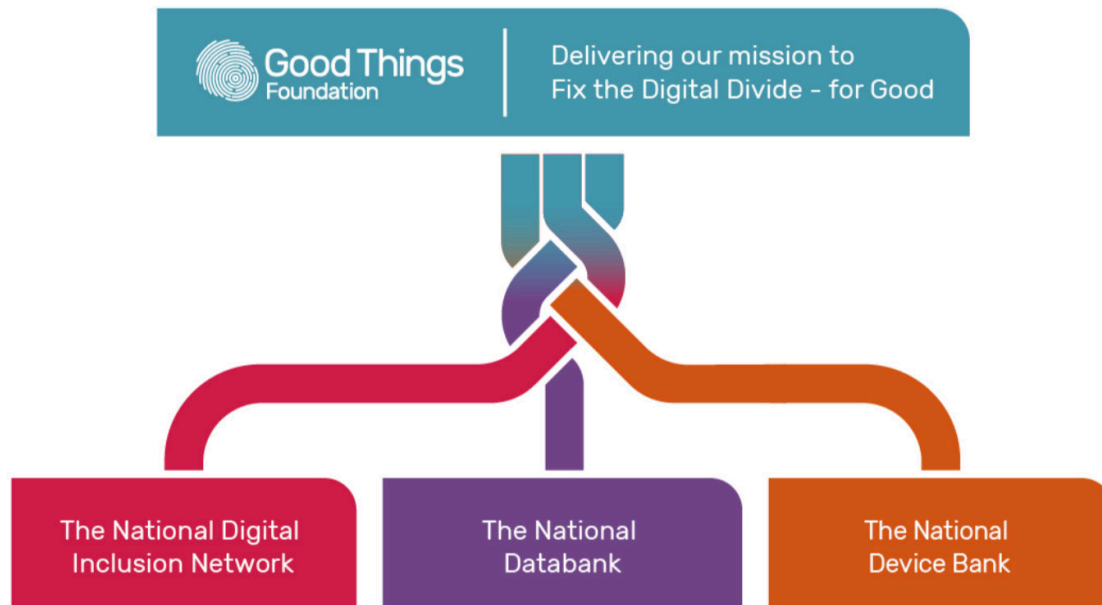 Good Things
Foundation
Delivering our mission to
Fix the Digital Divide - for Good
The National Digital
Inclusion Network
The National
Databank
The National
Device Bank